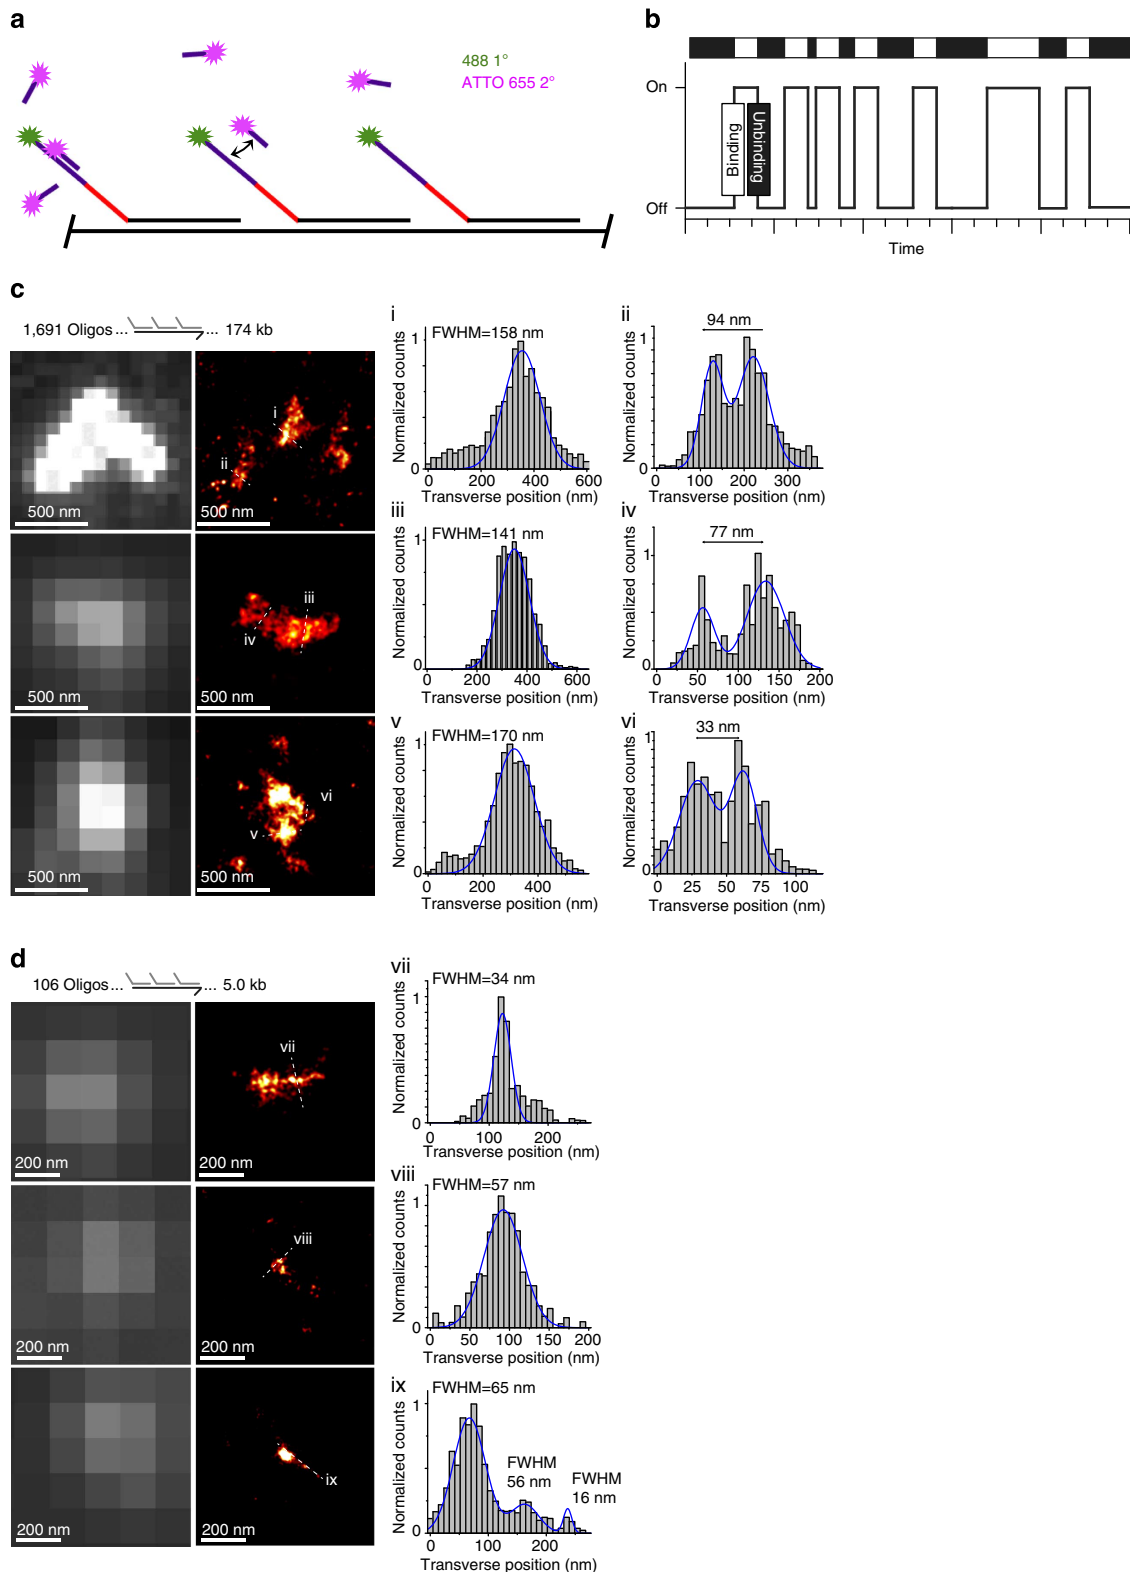 a
488 1°
ATTO 655 2°
b
On
Binding
Unbinding
Off
Time
c
1,691 Oligos ... ... 174 kb
i
ii
500 nm
500 nm
iii
iv
500 nm
500 nm
v
vi
500 nm
500 nm
i
FWHM=158 nm
Normalized counts
1
0
0 200 400 600
Transverse position (nm)
ii
94 nm
Normalized counts
1
0
0 100 200 300
Transverse position (nm)
iii
FWHM=141 nm
Normalized counts
1
0
0 200 400 600
Transverse position (nm)
iv
77 nm
Normalized counts
1
0
0 50 100 150 200
Transverse position (nm)
v
FWHM=170 nm
Normalized counts
1
0
0 200 400
Transverse position (nm)
vi
33 nm
Normalized counts
1
0
0 25 50 75 100
Transverse position (nm)
d
106 Oligos ... ... 5.0 kb
vii
200 nm
200 nm
viii
200 nm
200 nm
ix
200 nm
200 nm
vii
FWHM=34 nm
Normalized counts
1
0
0 100 200
Transverse position (nm)
viii
FWHM=57 nm
Normalized counts
1
0
0 50 100 150 200
Transverse position (nm)
ix
FWHM=65 nm
FWHM
56 nm
FWHM
16 nm
Normalized counts
1
0
0 100 200
Transverse position (nm)